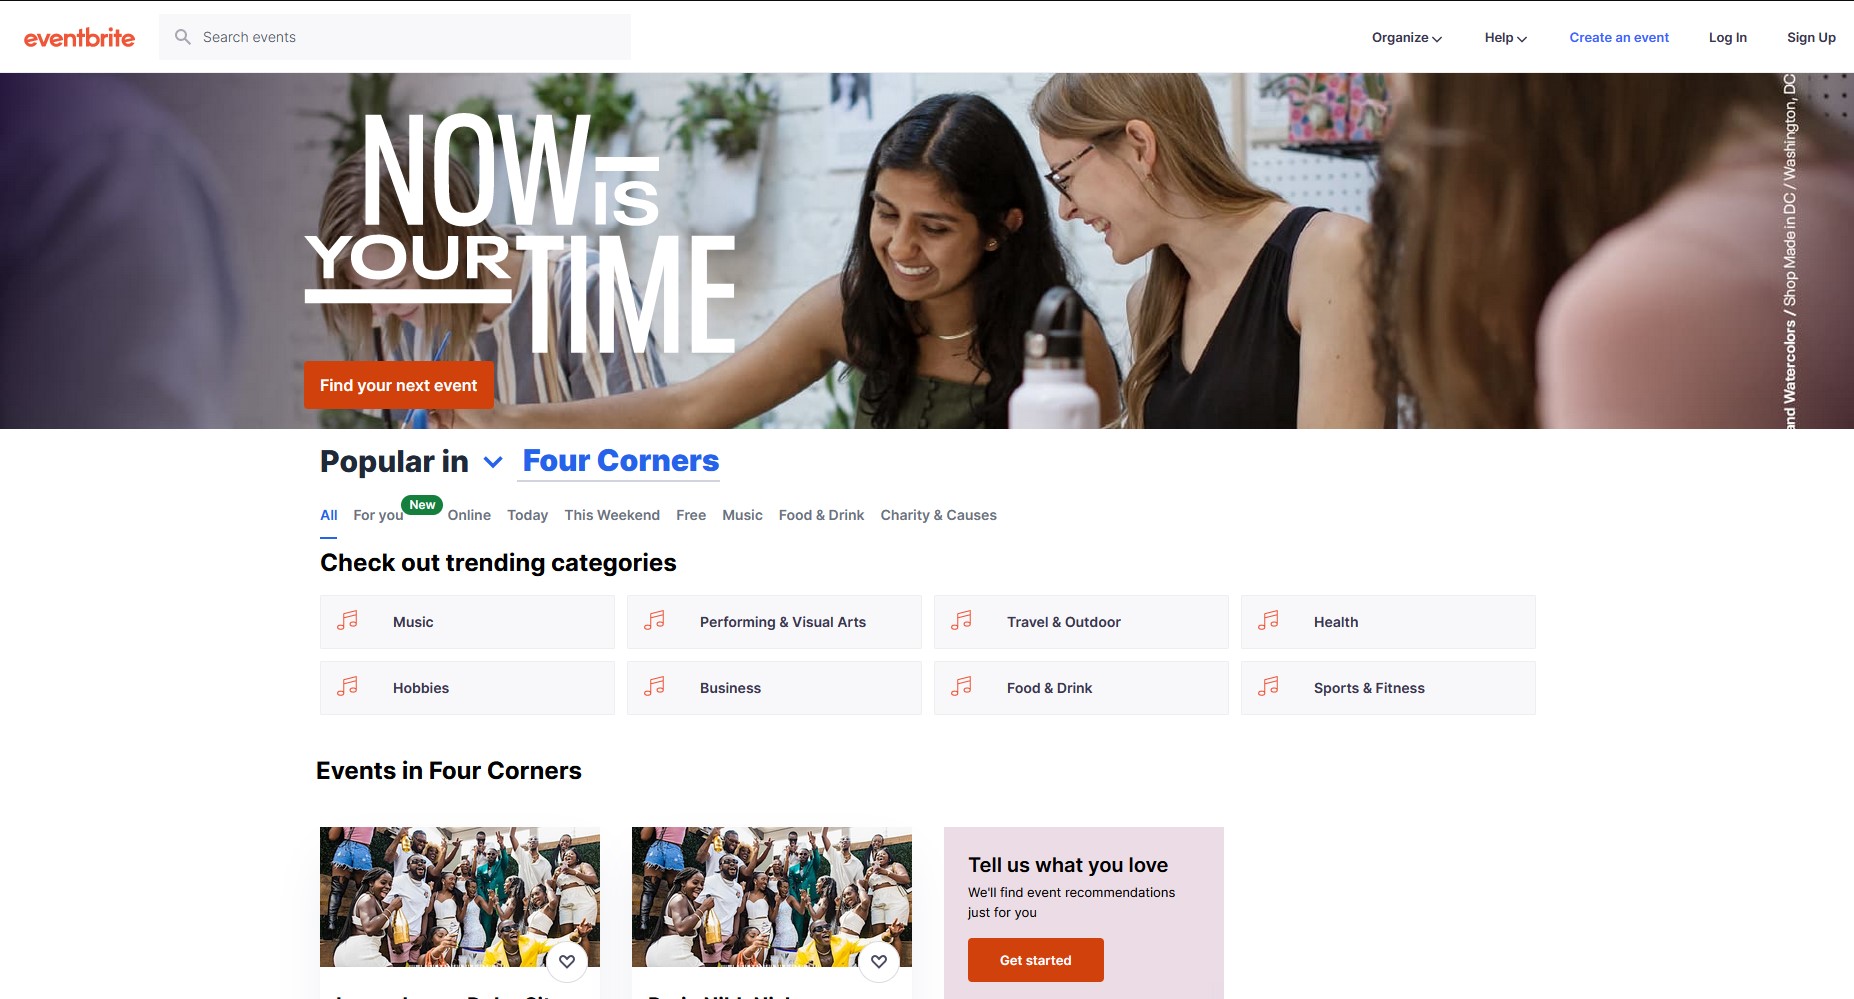 eventbrite
Search events
Organize
Help
Create an event
Log In
Sign Up
NOW IS
YOUR TIME
Find your next event
and Watercolors / Shop Made in DC / Washington, DC
Popular in Four Corners
All
For you
New
Online
Today
This Weekend
Free
Music
Food & Drink
Charity & Causes
Check out trending categories
Music
Performing & Visual Arts
Travel & Outdoor
Health
Hobbies
Business
Food & Drink
Sports & Fitness
Events in Four Corners
Tell us what you love
We'll find event recommendations
just for you
Get started